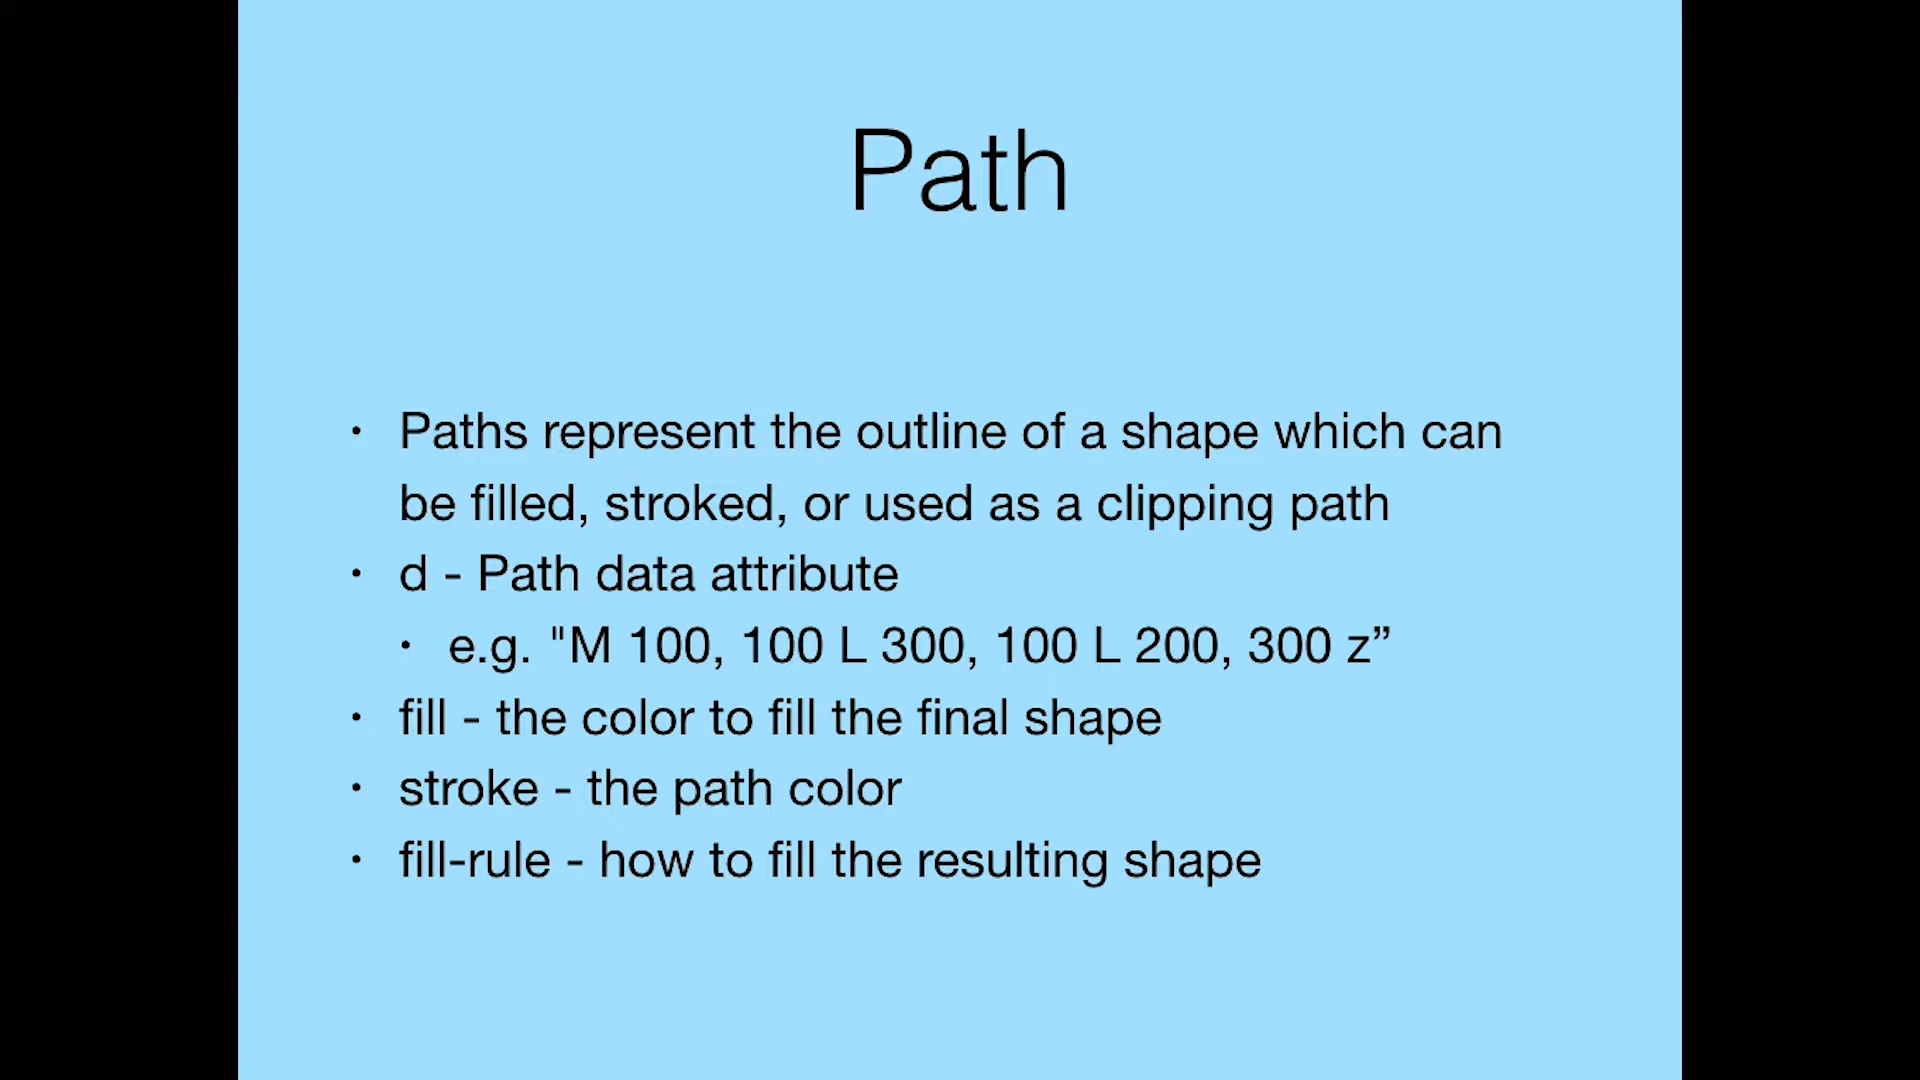 Path
· Paths represent the outline of a shape which can
be filled, stroked, or used as a clipping path
· d - Path data attribute
· e.g. "M 100, 100 L 300, 100 L 200, 300 z”
· fill - the color to fill the final shape
· stroke - the path color
· fill-rule - how to fill the resulting shape